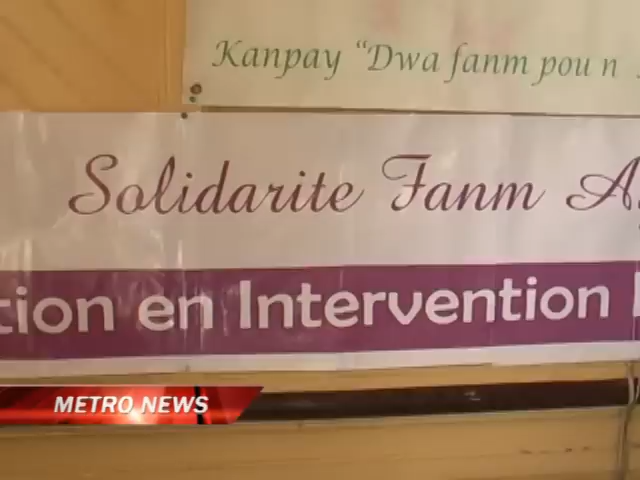 Kanpay “Dwa fanm pou n
Solidarite Fanm A
tion en Intervention
METRO NEWS